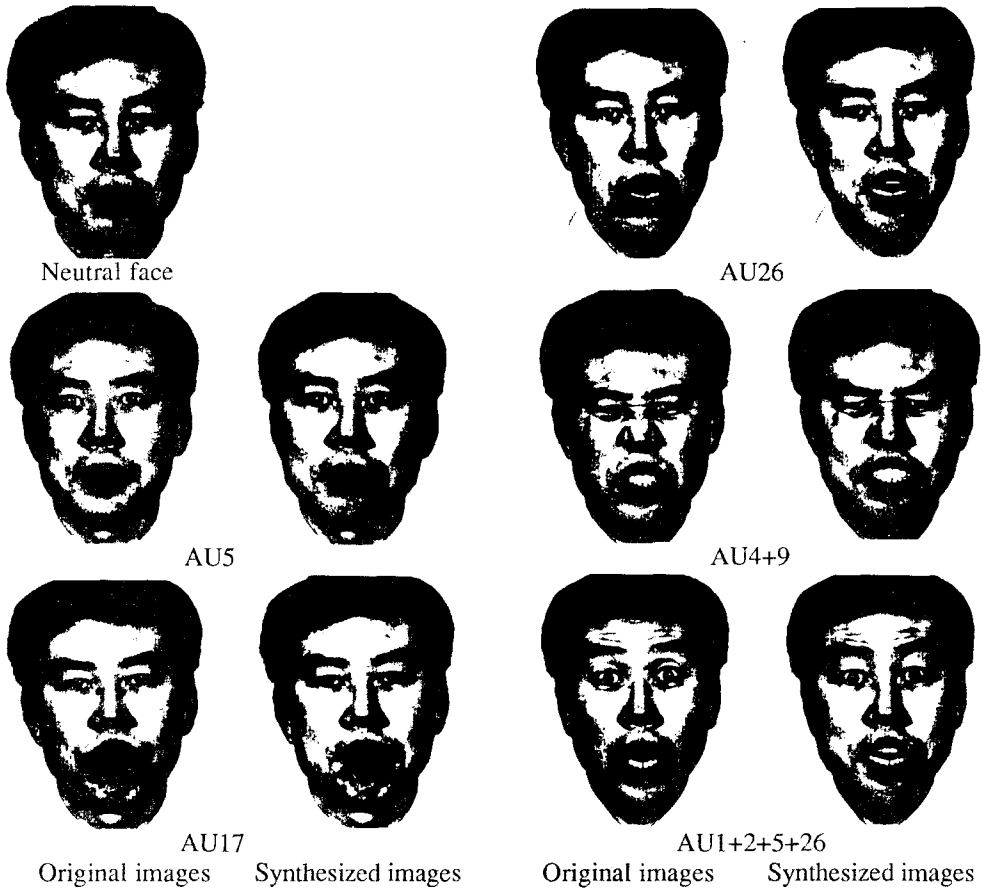 Neutral face
AU26
AU5
AU4+9
AU17
AU1+2+5+26
Original images Synthesized images Original images Synthesized images